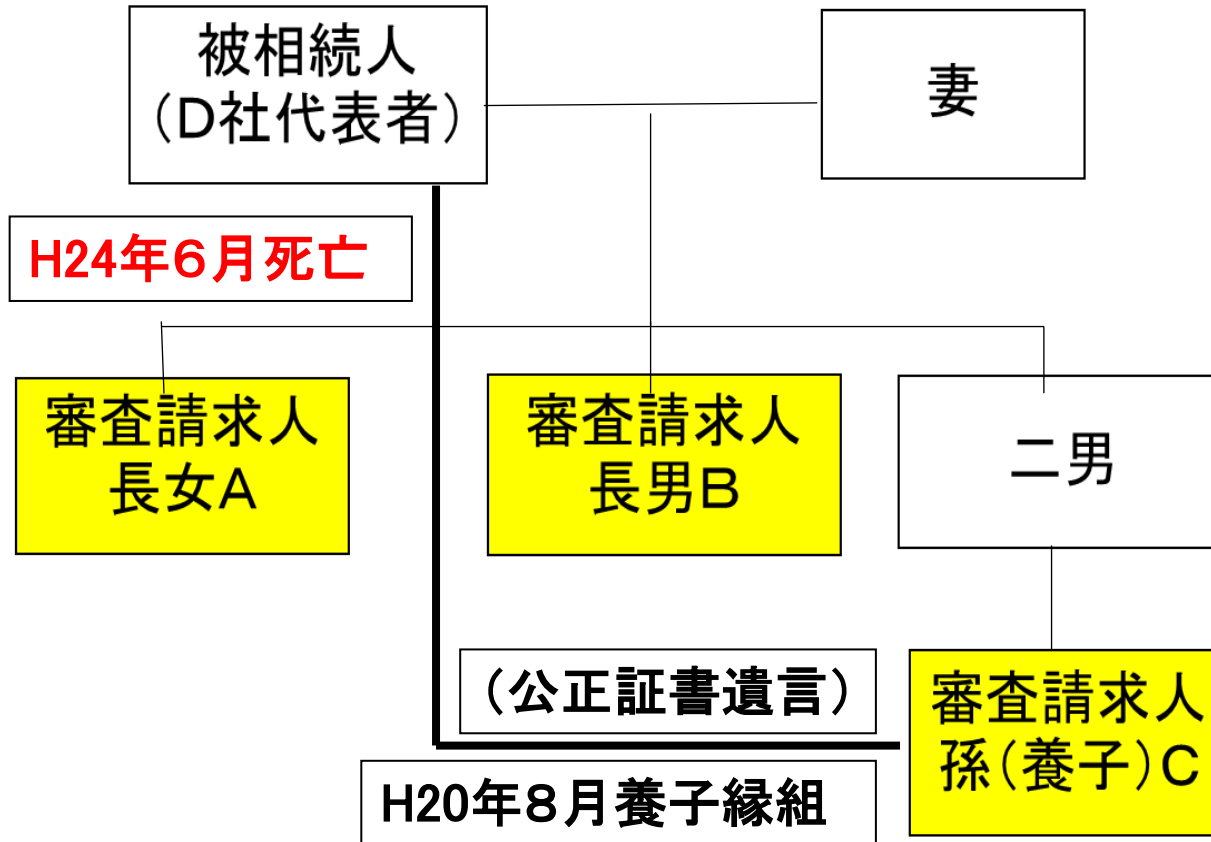 被相続人
（D社代表者）
妻
H24年６月死亡
審査請求人
長女A
審査請求人
長男B
二男
（公正証書遺言）
審査請求人
孫（養子）C
H20年８月養子縁組